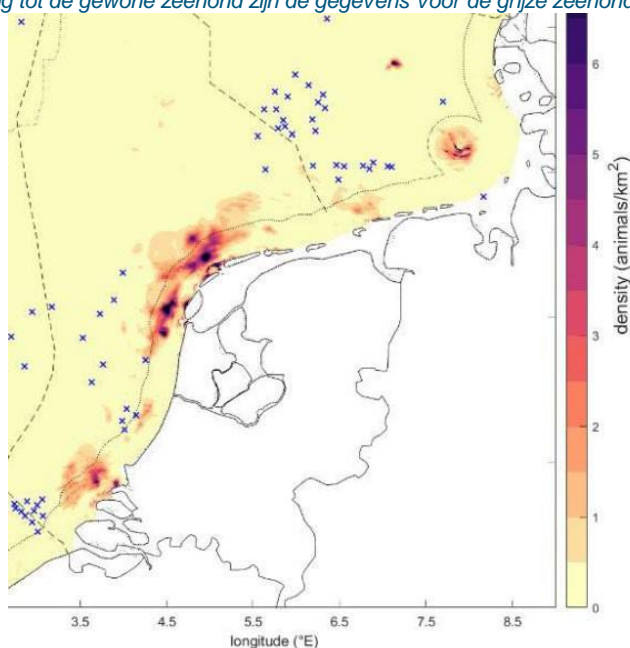 g tot de gewone zeehond zijn de gegevens voor de grijze zeehond
6
5
4
3
2
1
0
density (animals/km²)
3.5 4.5 5.5 6.5 7.5 8.5
longitude (°E)